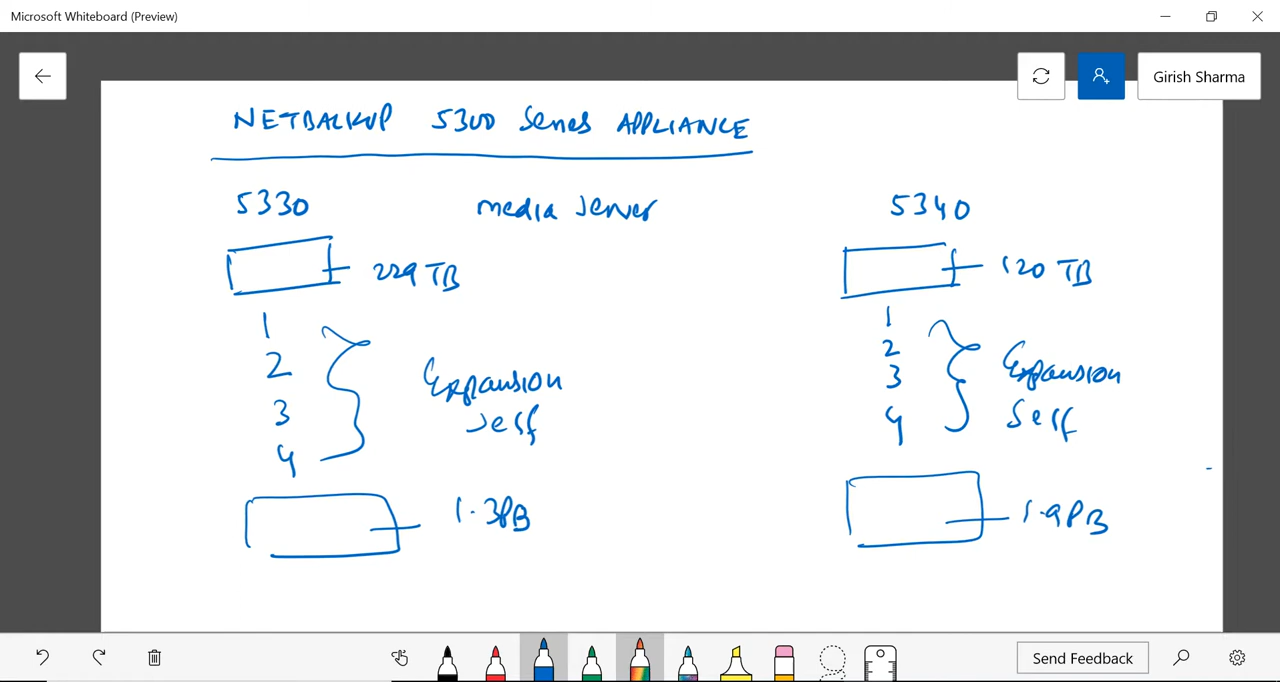 Microsoft Whiteboard (Preview)
Girish Sharma
NETBACKUP 5300 Series APPLIANCE
5330 media server 5340
229 TB 120 TB
1 1
2 2
3 3
4 4
Expansion Expansion
self self
1.3PB 1.9PB
Send Feedback